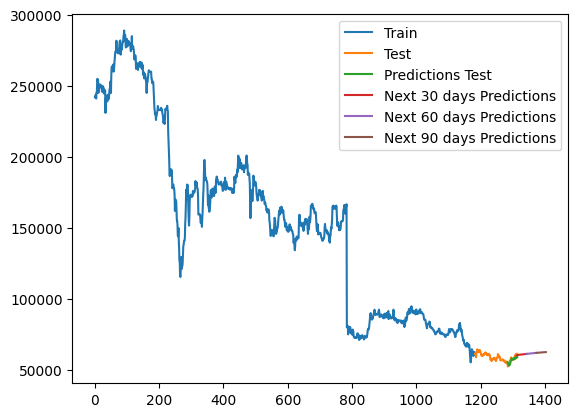 300000
250000
200000
150000
100000
50000
0
200
400
600
800
1000
1200
1400
Train
Test
Predictions Test
Next 30 days Predictions
Next 60 days Predictions
Next 90 days Predictions